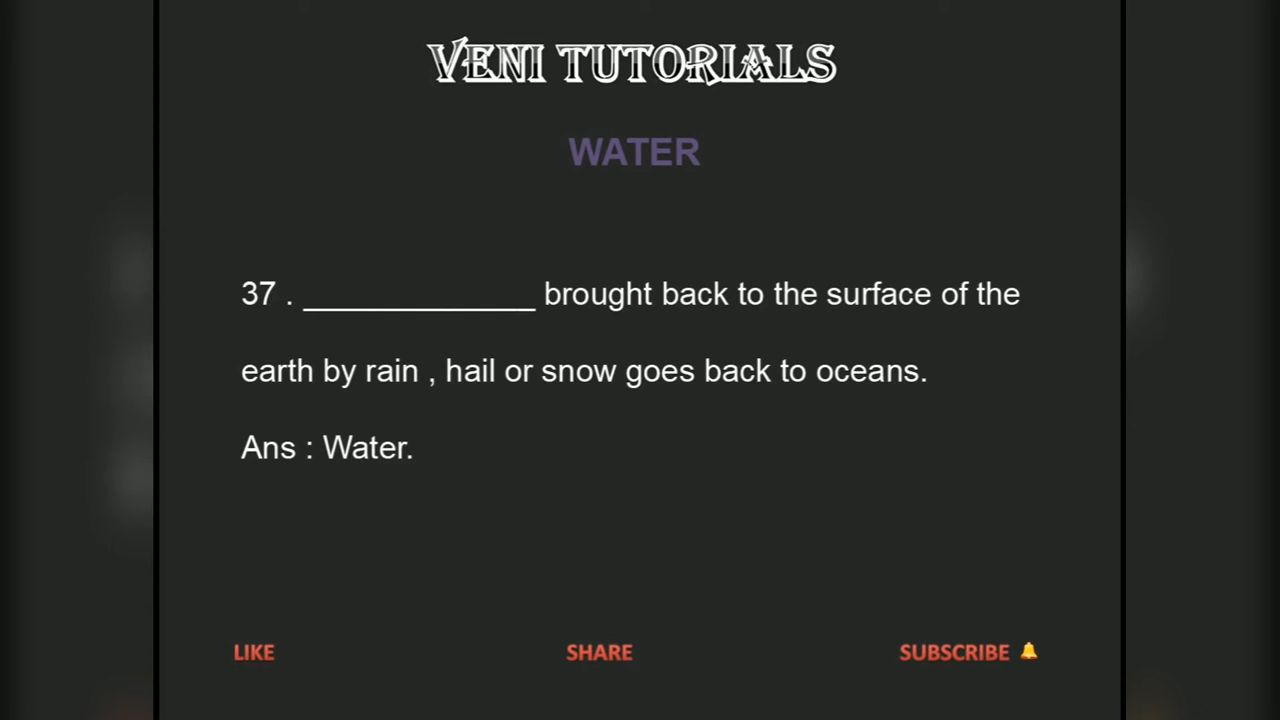 VENI TUTORIALS
WATER
37 . ______________ brought back to the surface of the
earth by rain , hail or snow goes back to oceans.
Ans : Water.
LIKE SHARE SUBSCRIBE